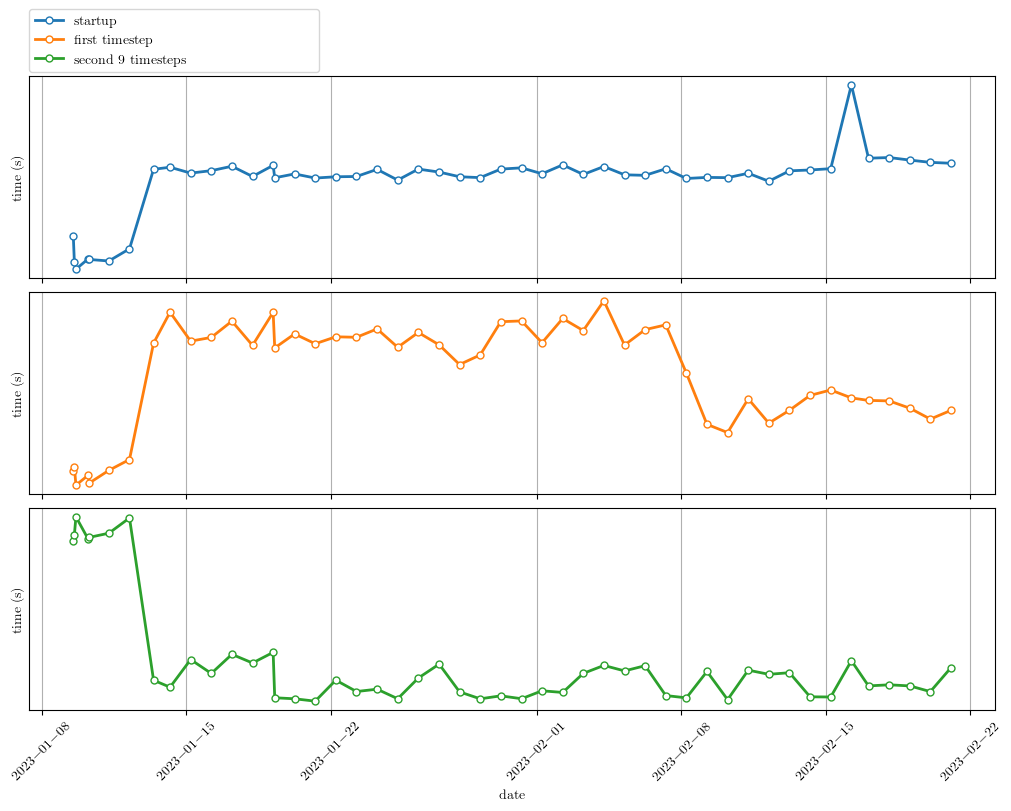 startup
first timestep
second 9 timesteps
time (s)
time (s)
time (s)
2023−01−08
2023−01−15
2023−01−22
2023−02−01
2023−02−08
2023−02−15
2023−02−22
date